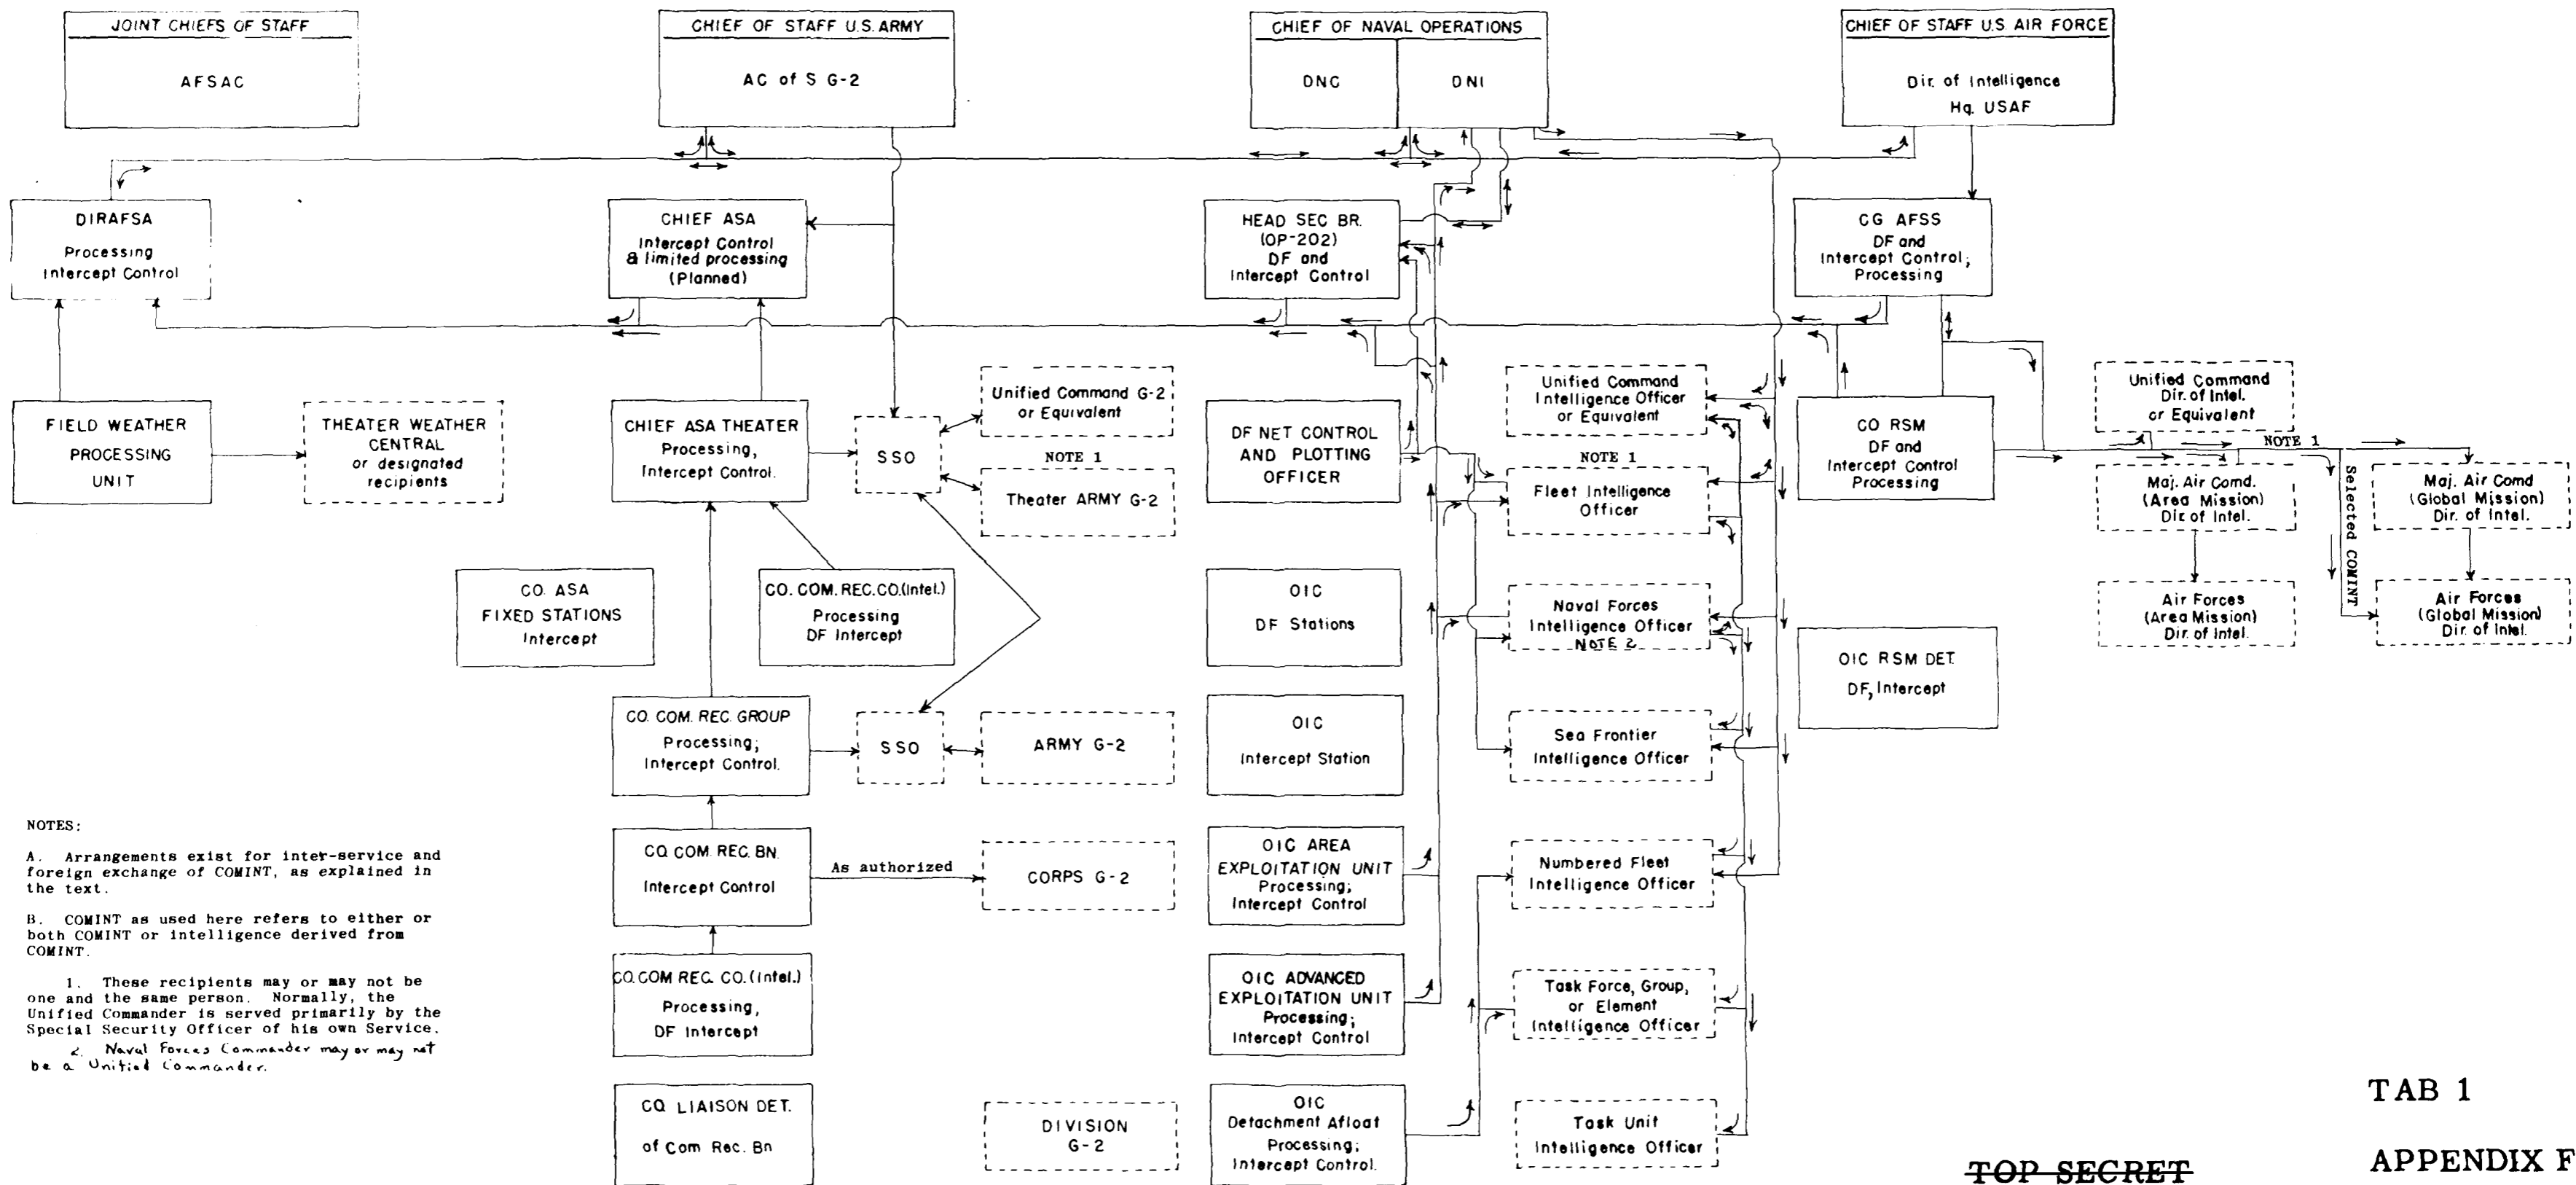 JOINT CHIEFS OF STAFF
AFSAC
CHIEF OF STAFF U.S. ARMY
AC of S G-2
CHIEF OF NAVAL OPERATIONS
DNC
DNI
CHIEF OF STAFF U.S. AIR FORCE
Dir. of Intelligence
Hq. USAF
DIRAFSA
Processing
Intercept Control
CHIEF ASA
Intercept Control
& limited processing
(Planned)
HEAD SEC BR.
(OP-202)
DF and
Intercept Control
CG AFSS
DF and
Intercept Control;
Processing
FIELD WEATHER
PROCESSING
UNIT
THEATER WEATHER
CENTRAL
or designated
recipients
CHIEF ASA THEATER
Processing,
Intercept Control.
SSO
Unified Command G-2
or Equivalent
NOTE 1
Theater ARMY G-2
DF NET CONTROL
AND PLOTTING
OFFICER
Unified Command
Intelligence Officer
or Equivalent
NOTE 1
Fleet Intelligence
Officer
CO RSM
DF and
Intercept Control
Processing
Unified Command
Dir. of Intel.
or Equivalent
NOTE 1
Maj. Air Comd.
(Area Mission)
Dir. of Intel.
Selected COMINT
Maj. Air Comd
(Global Mission)
Dir. of Intel.
CO. ASA
FIXED STATIONS
Intercept
CO. COM. REC. CO. (Intel.)
Processing
DF Intercept
OIC
DF Stations
Naval Forces
Intelligence Officer
NOTE 2
Air Forces
(Area Mission)
Dir. of Intel.
Air Forces
(Global Mission)
Dir. of Intel.
OIC RSM DET.
DF, Intercept
CO. COM. REC. GROUP
Processing;
Intercept Control.
SSO
ARMY G-2
OIC
Intercept Station
Sea Frontier
Intelligence Officer
CO. COM. REC. BN.
Intercept Control
As authorized
CORPS G-2
OIC AREA
EXPLOITATION UNIT
Processing;
Intercept Control
Numbered Fleet
Intelligence Officer
CO. COM REC. CO. (Intel.)
Processing,
DF Intercept
OIC ADVANCED
EXPLOITATION UNIT
Processing;
Intercept Control
Task Force, Group,
or Element
Intelligence Officer
CO. LIAISON DET.
of Com Rec. Bn
DIVISION
G-2
OIC
Detachment Afloat
Processing;
Intercept Control.
Task Unit
Intelligence Officer
NOTES:
A. Arrangements exist for inter-service and
foreign exchange of COMINT, as explained in
the text.
B. COMINT as used here refers to either or
both COMINT or intelligence derived from
COMINT.
1. These recipients may or may not be
one and the same person. Normally, the
Unified Commander is served primarily by the
Special Security Officer of his own Service.
2. Naval Forces Commander may or may not
be a Unified Commander.
TAB 1
TOP SECRET
APPENDIX F